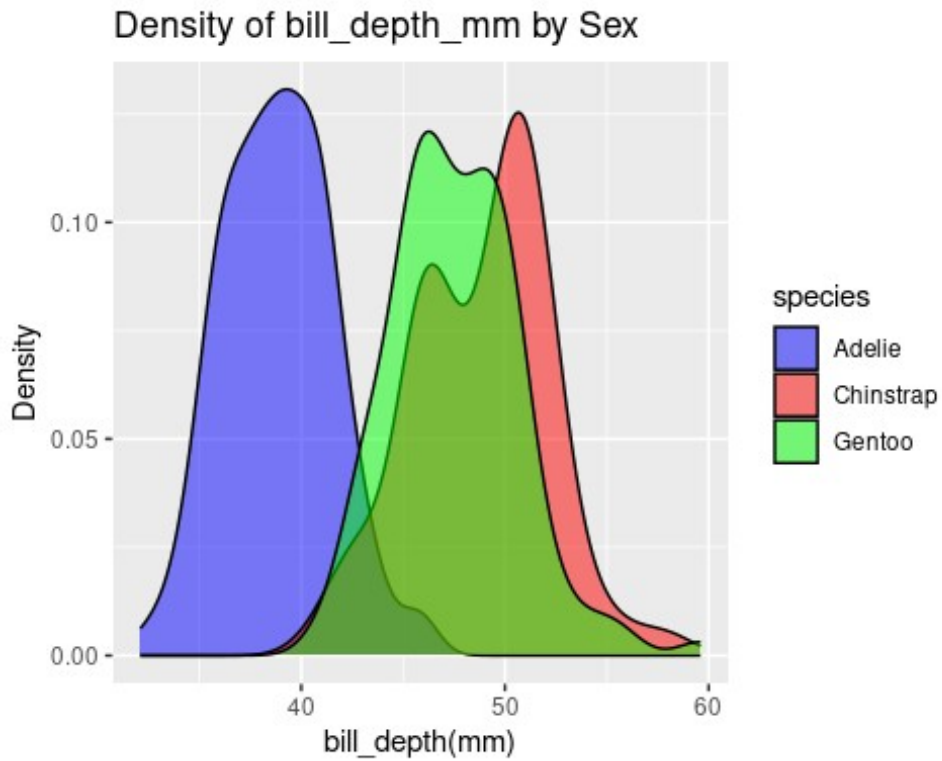 Density of bill_depth_mm by Sex
Density
0.10
0.05
0.00
40 50 60
bill_depth(mm)
species
Adelie
Chinstrap
Gentoo